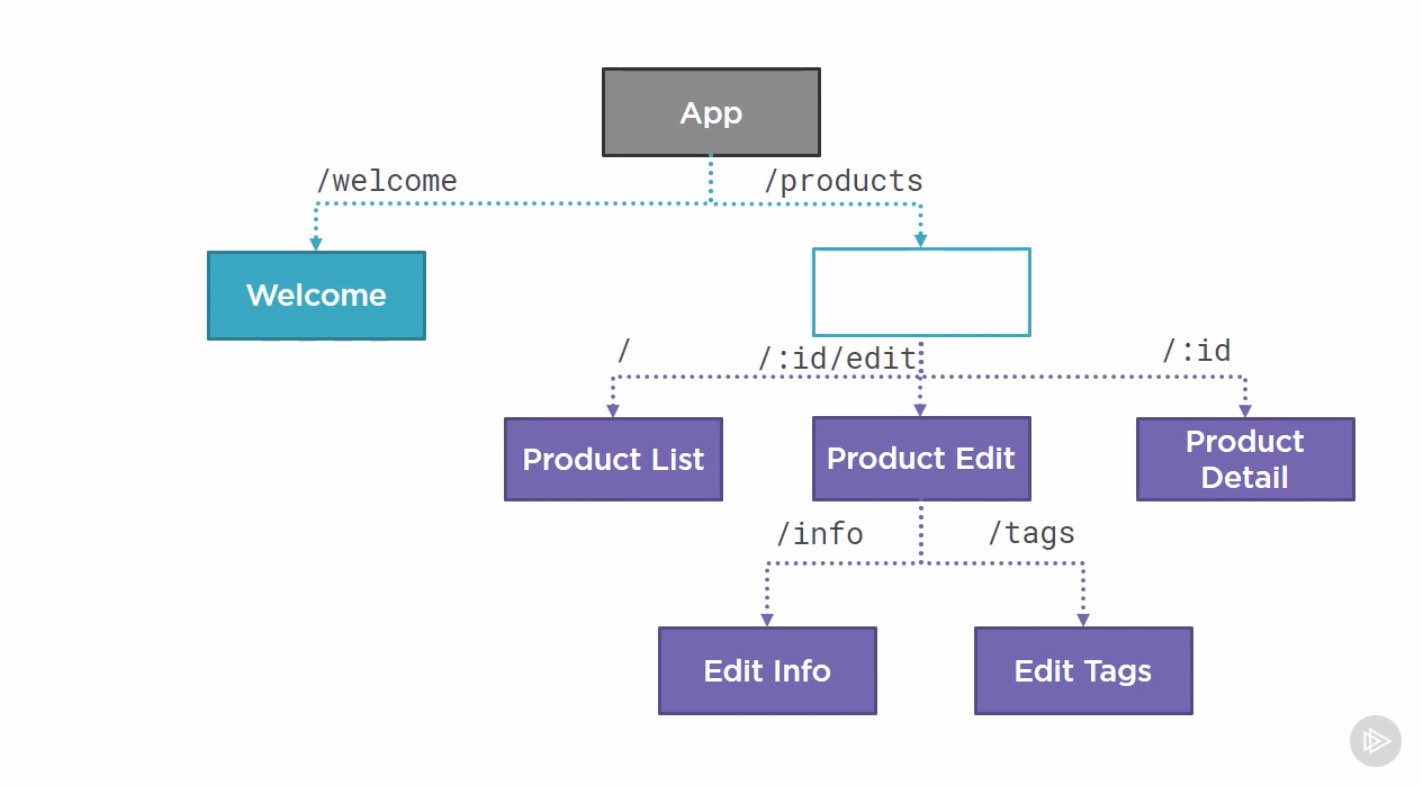 App
/welcome
/products
Welcome
/
/:id/edit
/:id
Product List
Product Edit
Product
Detail
/info
/tags
Edit Info
Edit Tags